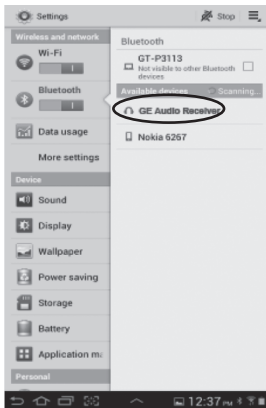 Settings
Stop
Wireless and network
Wi-Fi
Bluetooth
Data usage
More settings
Device
Sound
Display
Wallpaper
Power saving
Storage
Battery
Application ma
Personal
Bluetooth
GT-P3113
Not visible to other Bluetooth
devices
Available devices
Scanning...
GE Audio Receiver
Nokia 6267
12:37 PM